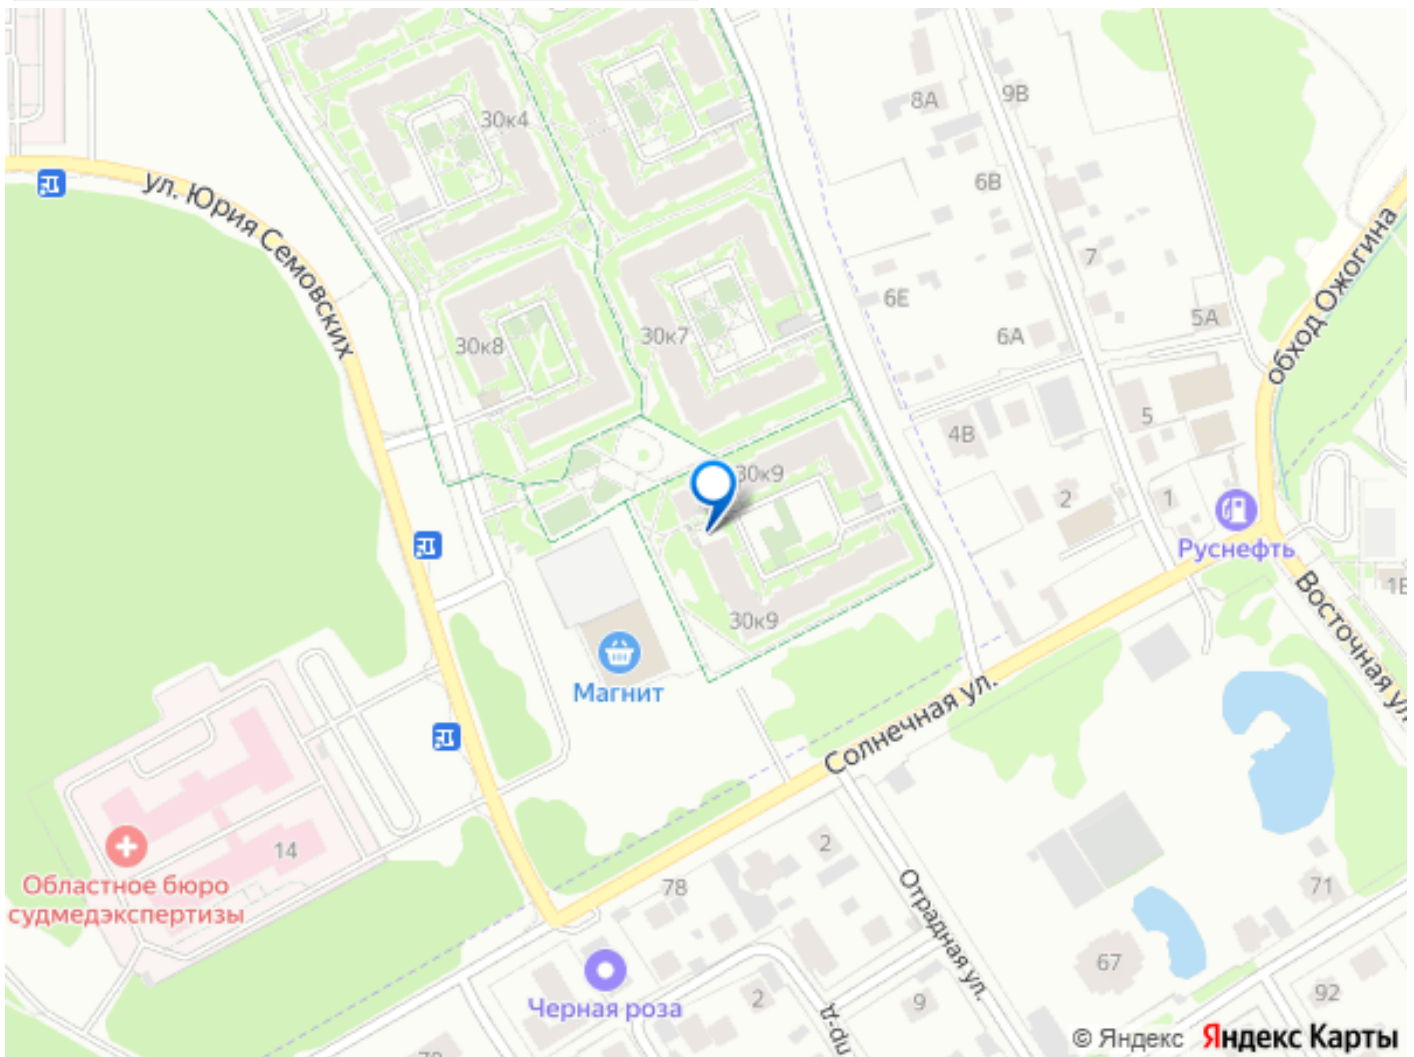 30к4
8А
9В
ул. Юрия Семовских
6В
обход Ожогина
7
6Е
5А
30к8
30к7
6А
5
4В
30к9
2
1
Руснефть
1В
Восточная ул.
30к9
Магнит
Солнечная ул.
14
2
78
71
Областное бюро
судмедэкспертизы
Отрадная ул.
67
2
9
92
Черная роза
пр-д
© Яндекс Яндекс Карты